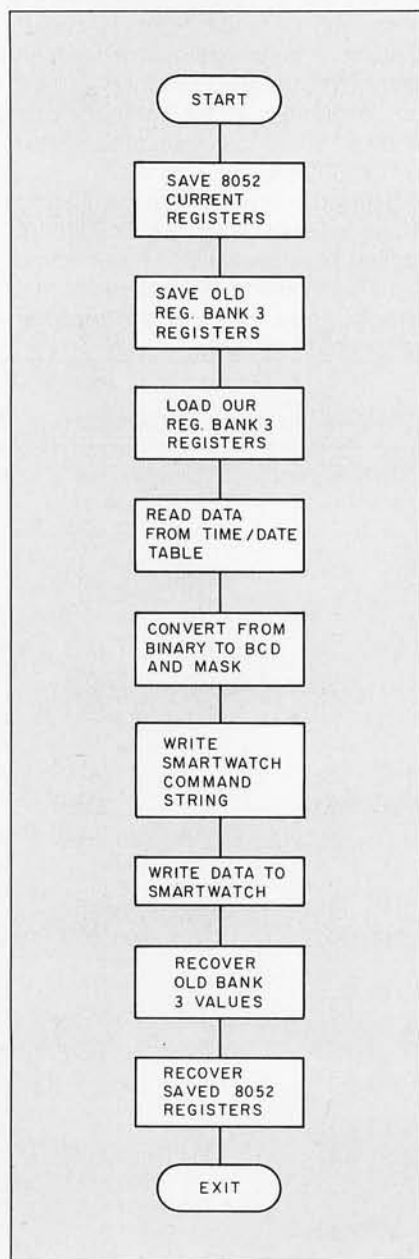 START
SAVE 8052
CURRENT
REGISTERS
SAVE OLD
REG. BANK 3
REGISTERS
LOAD OUR
REG. BANK 3
REGISTERS
READ DATA
FROM TIME/DATE
TABLE
CONVERT FROM
BINARY TO BCD
AND MASK
WRITE
SMARTWATCH
COMMAND
STRING
WRITE DATA TO
SMARTWATCH
RECOVER
OLD BANK
3 VALUES
RECOVER
SAVED 8052
REGISTERS
EXIT